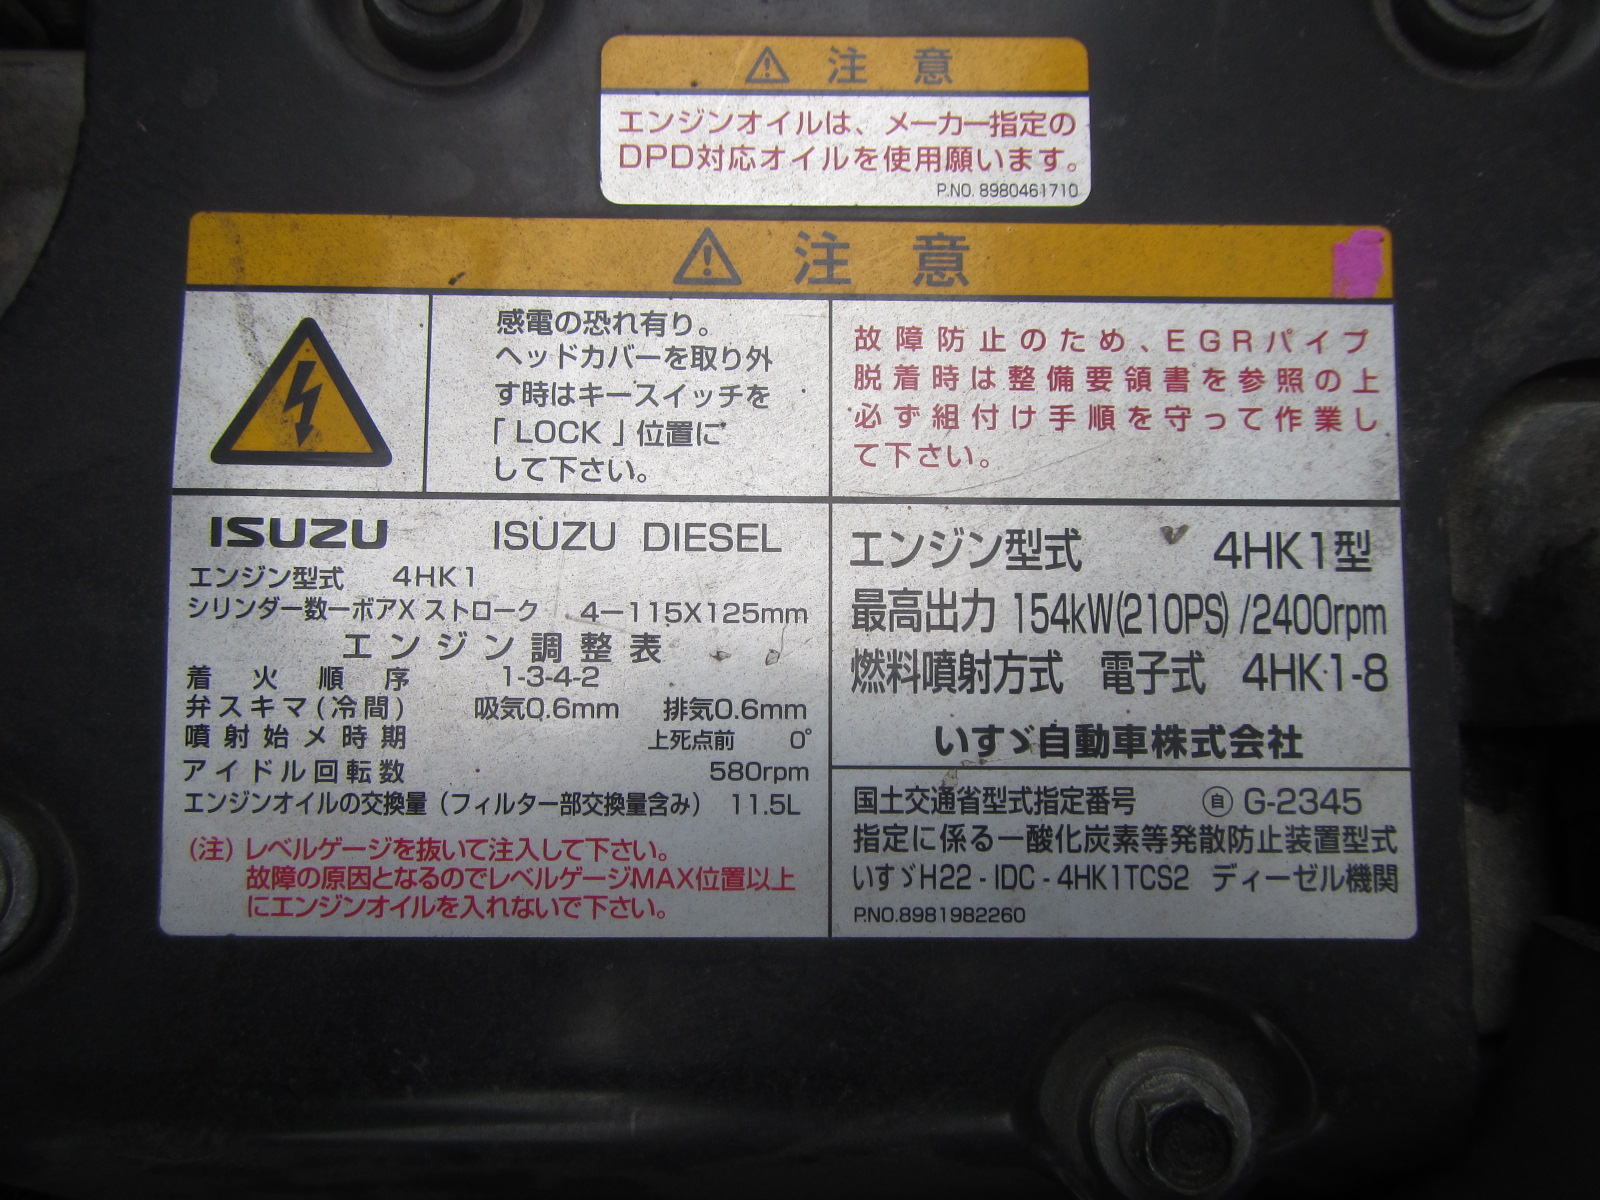 注意
エンジンオイルは、メーカー指定の
DPD対応オイルを使用願います。
P.NO. 8980461710
注意
感電の恐れ有り。
ヘッドカバーを取り外
す時はキースイッチを
「LOCK」位置に
して下さい。
故障防止のため、EGRパイプ
脱着時は整備要領書を参照の上
必ず組付け手順を守って作業し
て下さい。
ISUZU ISUZU DIESEL
エンジン型式 4HK1
シリンダー数ーボアX ストローク 4ー115X125mm
エンジン調整表
着火順序 1-3-4-2
弁スキマ(冷間) 吸気0.6mm 排気0.6mm
噴射始メ時期 上死点前 0°
アイドル回転数 580rpm
エンジンオイルの交換量(フィルター部交換量含み) 11.5L
(注) レベルゲージを抜いて注入して下さい。
故障の原因となるのでレベルゲージMAX位置以上
にエンジンオイルを入れないで下さい。
エンジン型式 4HK1型
最高出力 154kW(210PS)/2400rpm
燃料噴射方式 電子式 4HK1-8
いすゞ自動車株式会社
国土交通省型式指定番号 ㉂ G-2345
指定に係る一酸化炭素等発散防止装置型式
いすゞH22-IDC-4HK1TCS2 ディーゼル機関
P.NO.8981982260